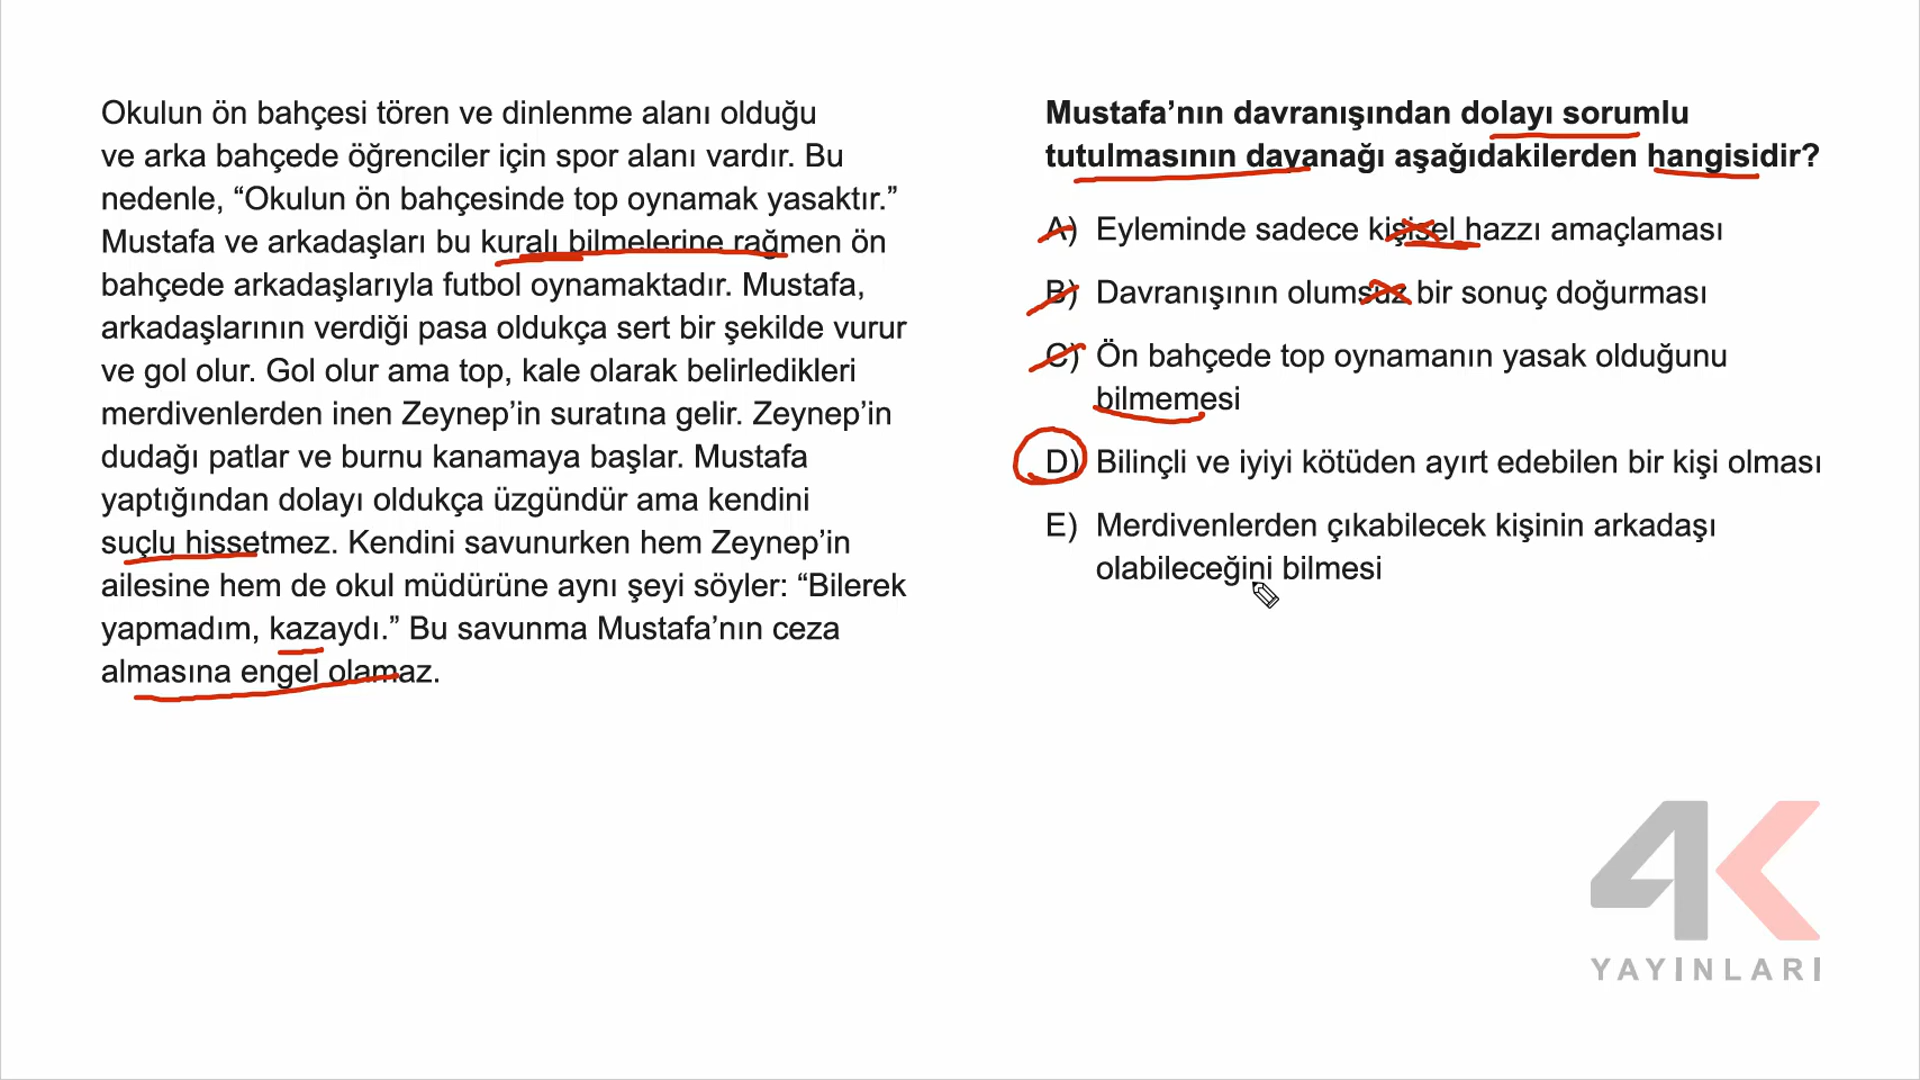 Okulun ön bahçesi tören ve dinlenme alanı olduğu
ve arka bahçede öğrenciler için spor alanı vardır. Bu
nedenle, “Okulun ön bahçesinde top oynamak yasaktır.”
Mustafa ve arkadaşları bu kuralı bilmelerine rağmen ön
bahçede arkadaşlarıyla futbol oynamaktadır. Mustafa,
arkadaşlarının verdiği pasa oldukça sert bir şekilde vurur
ve gol olur. Gol olur ama top, kale olarak belirledikleri
merdivenlerden inen Zeynep’in suratına gelir. Zeynep’in
dudağı patlar ve burnu kanamaya başlar. Mustafa
yaptığından dolayı oldukça üzgündür ama kendini
suçlu hissetmez. Kendini savunurken hem Zeynep’in
ailesine hem de okul müdürüne aynı şeyi söyler: “Bilerek
yapmadım, kazaydı.” Bu savunma Mustafa’nın ceza
almasına engel olamaz.
Mustafa’nın davranışından dolayı sorumlu
tutulmasının dayanağı aşağıdakilerden hangisidir?
A) Eyleminde sadece kişisel hazzı amaçlaması
B) Davranışının olumsuz bir sonuç doğurması
C) Ön bahçede top oynamanın yasak olduğunu
bilmemesi
D) Bilinçli ve iyiyi kötüden ayırt edebilen bir kişi olması
E) Merdivenlerden çıkabilecek kişinin arkadaşı
olabileceğini bilmesi
4K
YAYINLARI